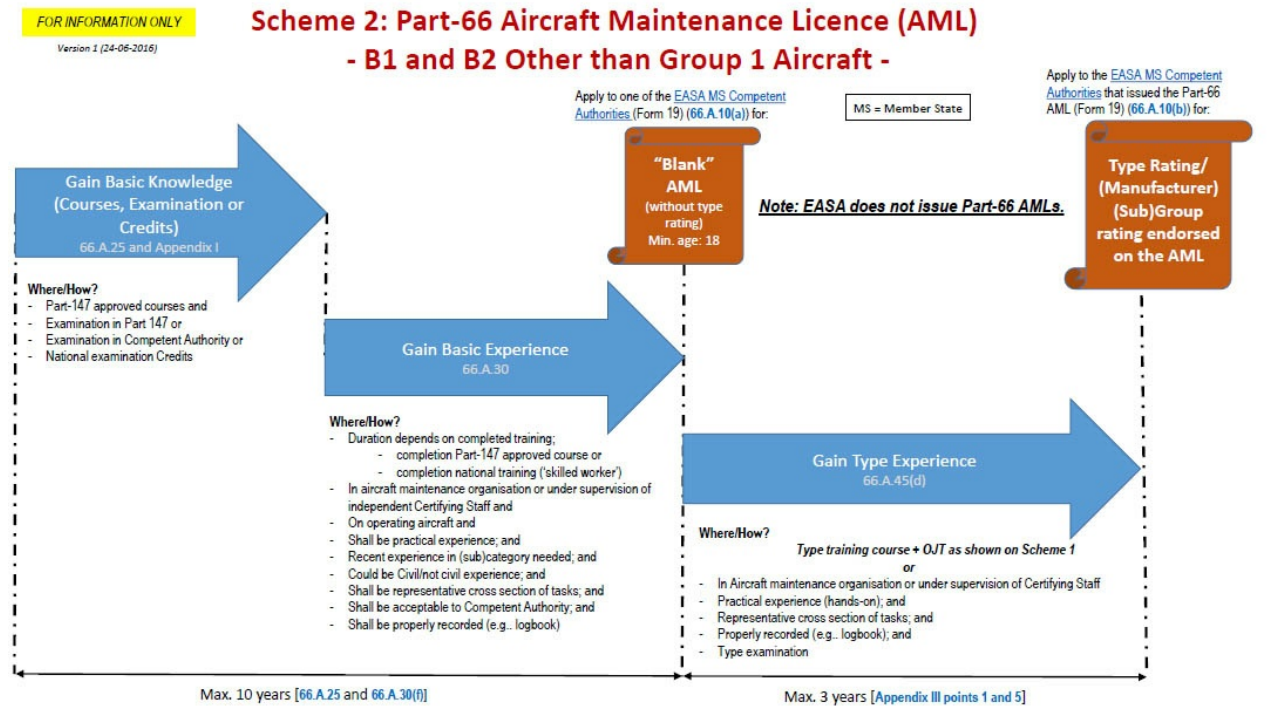 FOR INFORMATION ONLY
Version 1 (24-06-2016)
Scheme 2: Part-66 Aircraft Maintenance Licence (AML)
- B1 and B2 Other than Group 1 Aircraft -
Apply to one of the EASA MS Competent
Authorities (Form 19) (66.A.10(a)) for:
MS = Member State
Apply to the EASA MS Competent
Authorities that issued the Part-66
AML (Form 19) (66.A.10(b)) for:
Gain Basic Knowledge
(Courses, Examination or
Credits)
66.A.25 and Appendix I
"Blank"
AML
(without type
rating)
Min. age: 18
Note: EASA does not issue Part-66 AMLs.
Type Rating/
(Manufacturer)
(Sub)Group
rating endorsed
on the AML
Where/How?
- Part-147 approved courses and
- Examination in Part 147 or
- Examination in Competent Authority or
- National examination Credits
Gain Basic Experience
66.A.30
Where/How?
- Duration depends on completed training;
- completion Part-147 approved course or
- completion national training ('skilled worker')
- In aircraft maintenance organisation or under supervision of
independent Certifying Staff and
- On operating aircraft and
- Shall be practical experience; and
- Recent experience in (sub)category needed; and
- Could be Civil/not civil experience; and
- Shall be representative cross section of tasks; and
- Shall be acceptable to Competent Authority; and
- Shall be properly recorded (e.g.. logbook)
Gain Type Experience
66.A.45(d)
Where/How?
Type training course + OJT as shown on Scheme 1
or
- In Aircraft maintenance organisation or under supervision of Certifying Staff
- Practical experience (hands-on); and
- Representative cross section of tasks; and
- Properly recorded (e.g.. logbook); and
- Type examination
Max. 10 years [66.A.25 and 66.A.30(f)]
Max. 3 years [Appendix III points 1 and 5]